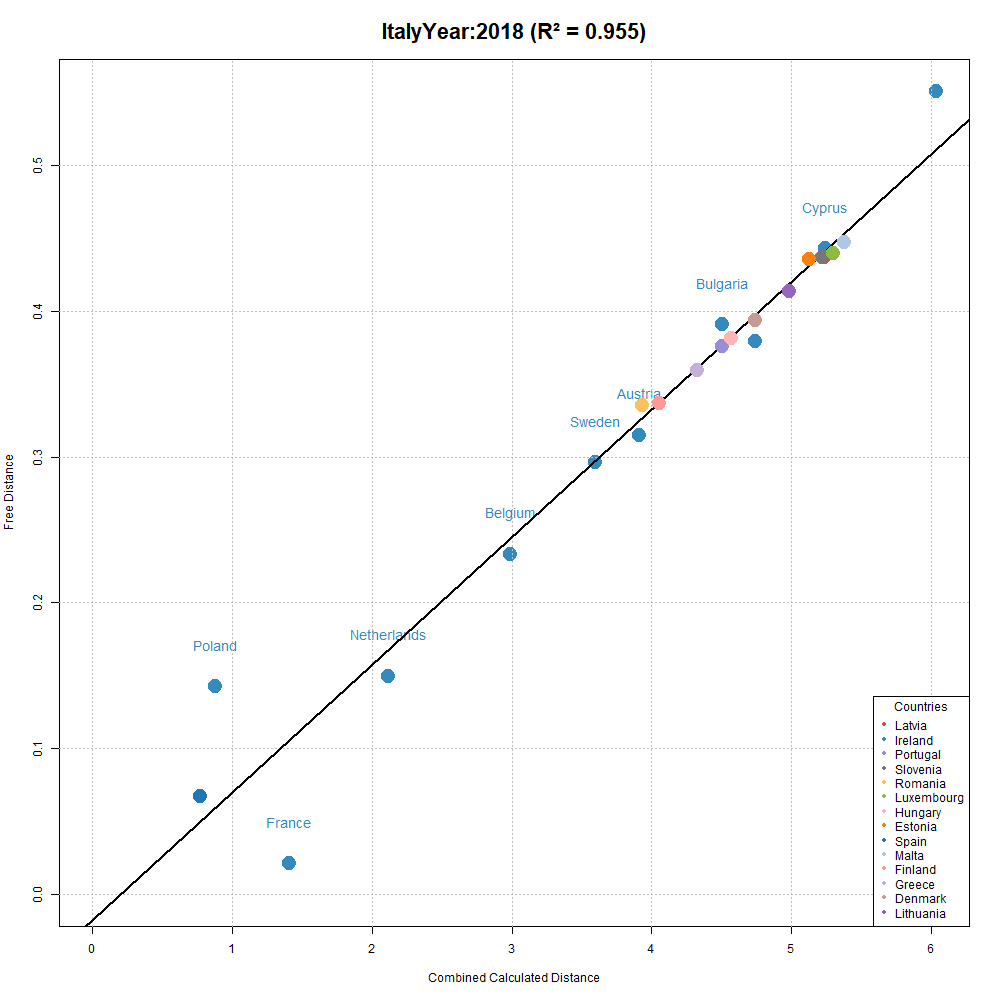 ItalyYear:2018 (R² = 0.955)
Free Distance
0.5
0.4
0.3
0.2
0.1
0.0
Cyprus
Bulgaria
Austria
Sweden
Belgium
Netherlands
Poland
France
Countries
Latvia
Ireland
Portugal
Slovenia
Romania
Luxembourg
Hungary
Estonia
Spain
Malta
Finland
Greece
Denmark
Lithuania
0 1 2 3 4 5 6
Combined Calculated Distance